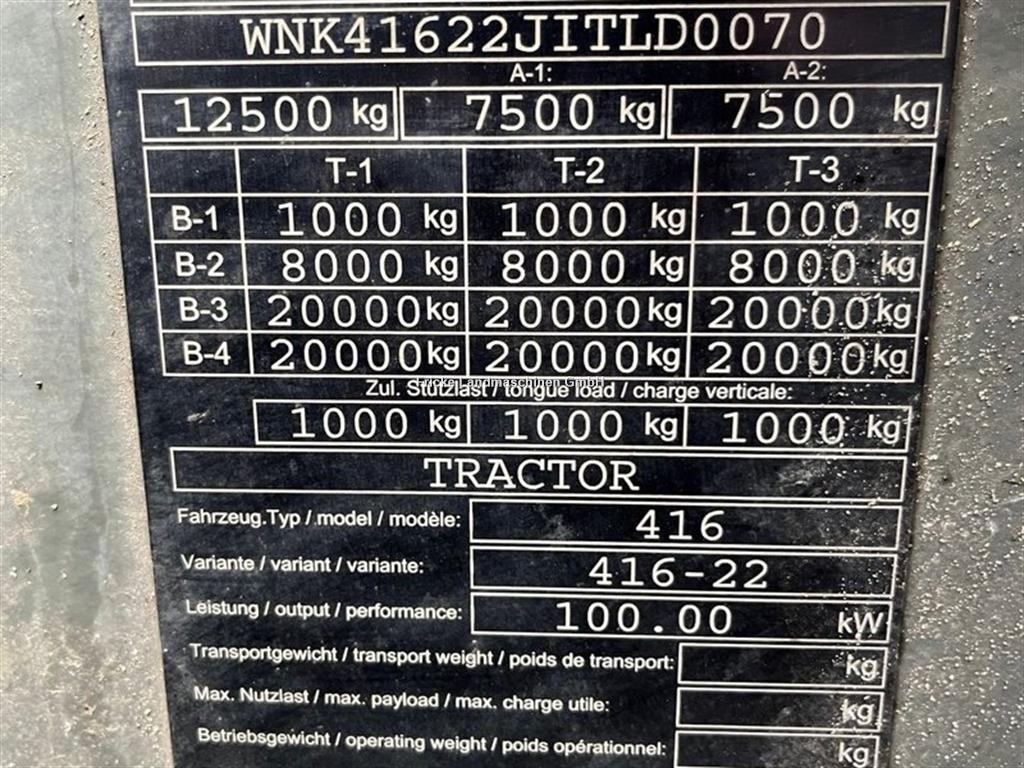 WNK41622JITLD0070
A-1: A-2:
12500 kg 7500 kg 7500 kg
T-1 T-2 T-3
B-1 1000 kg 1000 kg 1000 kg
B-2 8000 kg 8000 kg 8000 kg
B-3 20000 kg 20000 kg 20000 kg
B-4 20000 kg 20000 kg 20000 kg
Fricke Landmaschinen GmbH
Zul. Stützlast / tongue load / charge verticale:
1000 kg 1000 kg 1000 kg
TRACTOR
Fahrzeug.Typ / model / modèle: 416
Variante / variant / variante: 416-22
Leistung / output / performance: 100.00 kW
Transportgewicht / transport weight / poids de transport: kg
Max. Nutzlast / max. payload / max. charge utile: kg
Betriebsgewicht / operating weight / poids opérationnel: kg